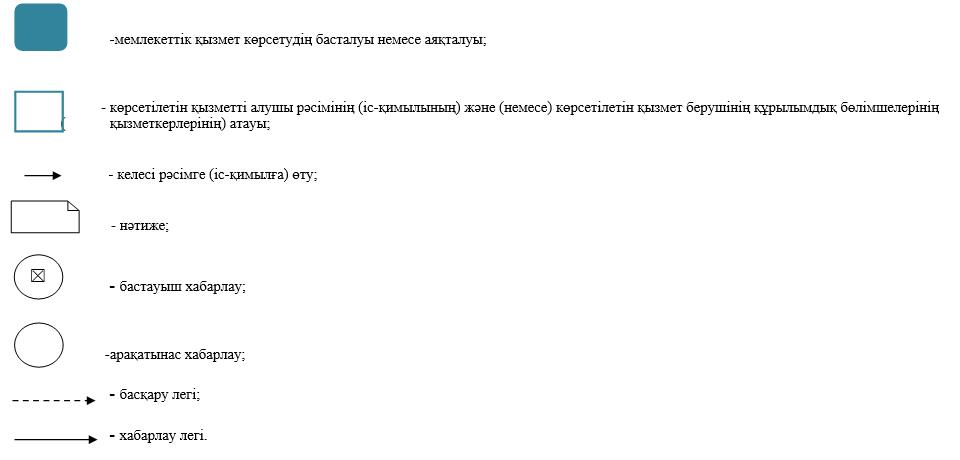 -мемлекеттік қызмет көрсетудің басталуы немесе аяқталуы;
- көрсетілетін қызметті алушы рәсімінің (іс-қимылының) және (немесе) көрсетілетін қызмет берушінің құрылымдық бөлімшелерінің
қызметкерлерінің) атауы;
- келесі рәсімге (іс-қимылға) өту;
- нәтиже;
- бастауыш хабарлау;
-арақатынас хабарлау;
- басқару легі;
- хабарлау легі.